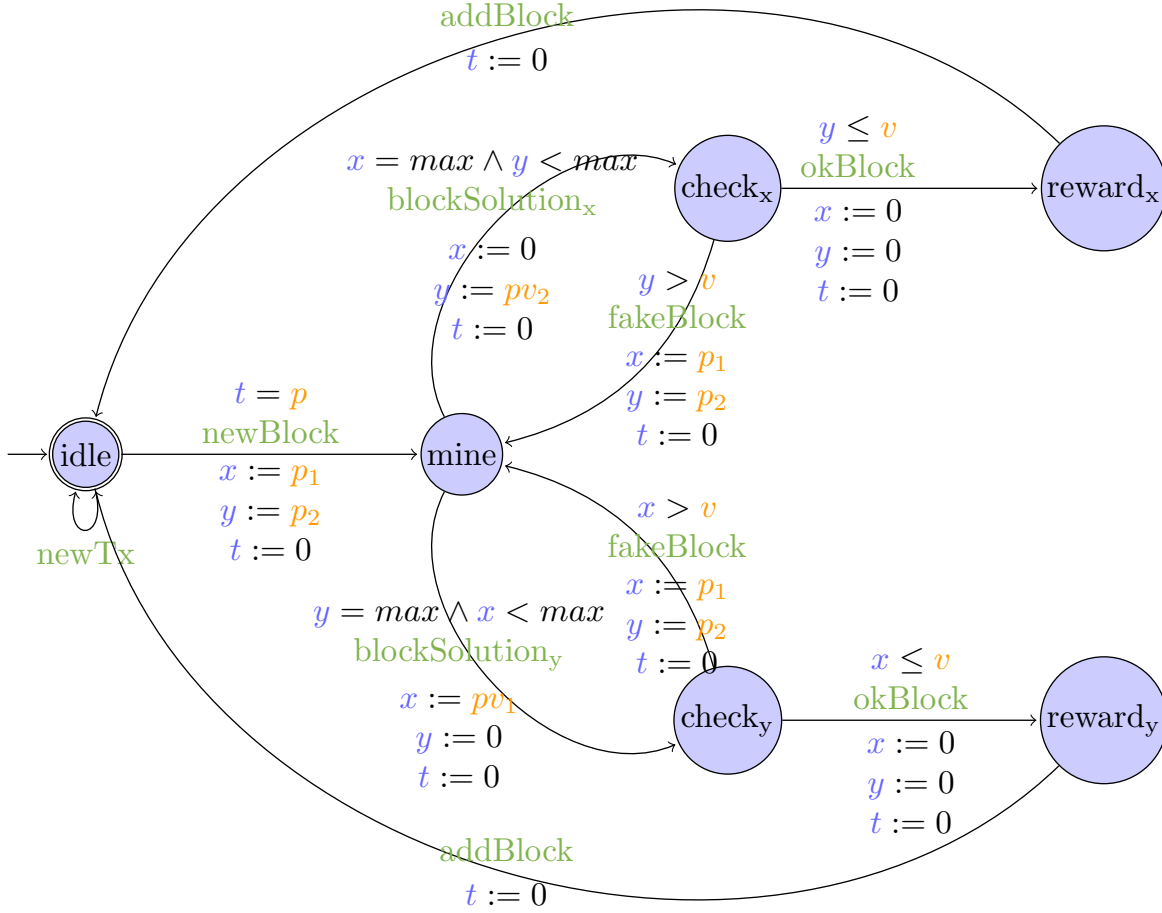 addBlock
t := 0
x = max ∧ y < max
blockSolution_x
x := 0
y := pv_2
t := 0
check_x
y ≤ v
okBlock
x := 0
y := 0
t := 0
reward_x
y > v
fakeBlock
x := p_1
y := p_2
t := 0
idle
newTx
t = p
newBlock
x := p_1
y := p_2
t := 0
mine
x > v
fakeBlock
x := p_1
y := p_2
t := 0
y = max ∧ x < max
blockSolution_y
x := pv_1
y := 0
t := 0
check_y
x ≤ v
okBlock
x := 0
y := 0
t := 0
reward_y
addBlock
t := 0